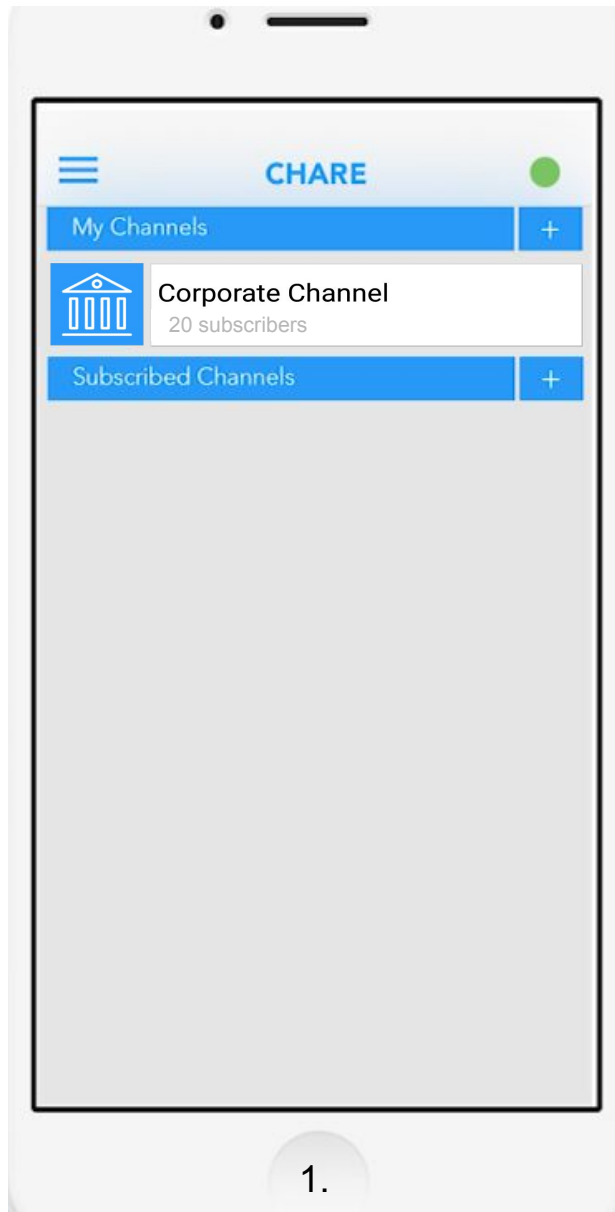 CHARE
My Channels +
Corporate Channel
20 subscribers
Subscribed Channels +
1.